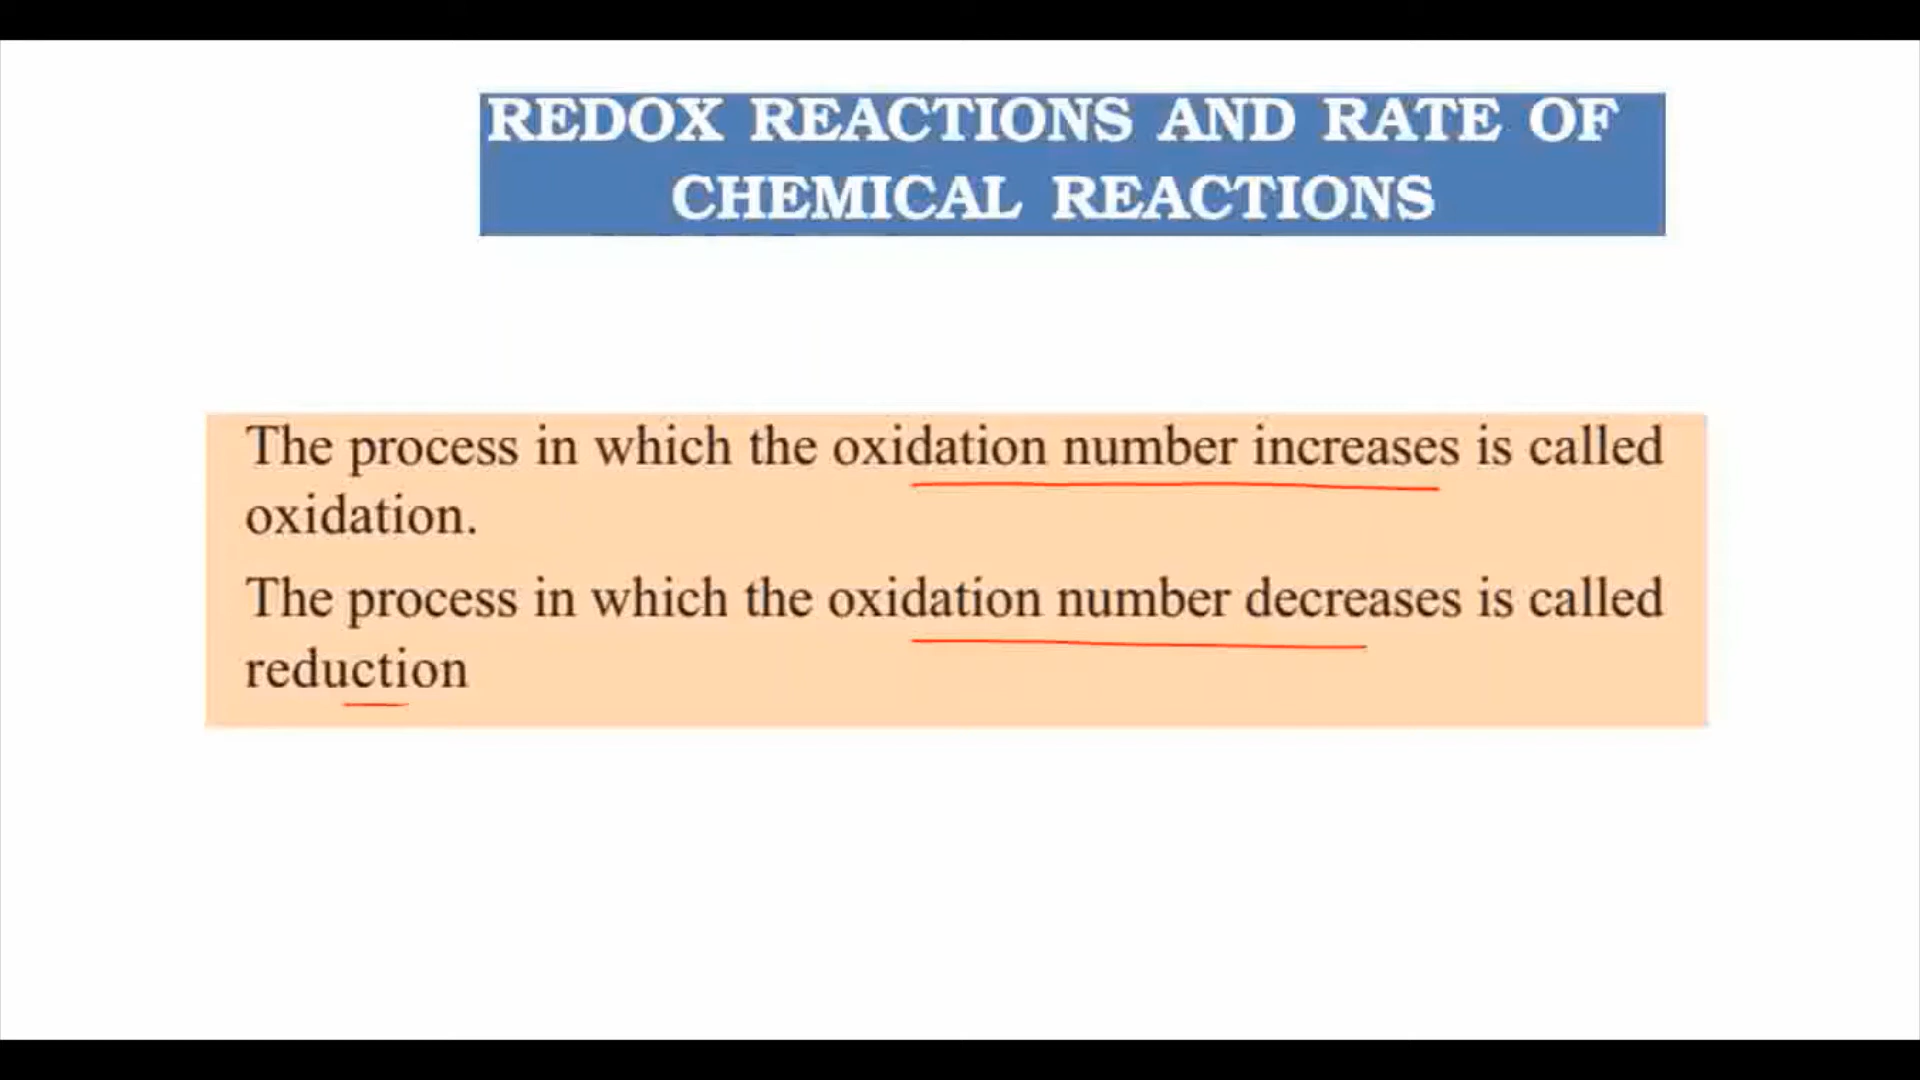 REDOX REACTIONS AND RATE OF
CHEMICAL REACTIONS
The process in which the oxidation number increases is called
oxidation.
The process in which the oxidation number decreases is called
reduction